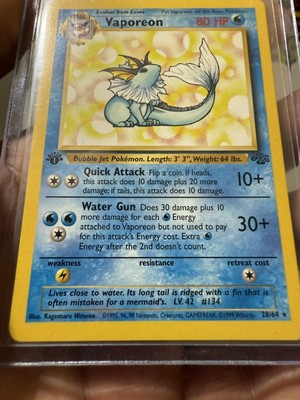 Evolves from Eevee Put Vaporeon on the Basic Pokémon
Vaporeon 80 HP
Bubble Jet Pokémon. Length: 3' 3", Weight: 64 lbs.
Quick Attack Flip a coin. If heads,
this attack does 10 damage plus 20 more
damage; if tails, this attack does 10 damage.
10+
Water Gun Does 30 damage plus 10
more damage for each Energy
attached to Vaporeon but not used to pay
for this attack's Energy cost. Extra
Energy after the 2nd doesn't count.
30+
weakness resistance retreat cost
Lives close to water. Its long tail is ridged with a fin that is
often mistaken for a mermaid's. LV. 42 #134
Illus. Kagemaru Himeno ©1995, 96, 98 Nintendo, Creatures, GAMEFREAK. ©1999 Wizards. 28/64 ★